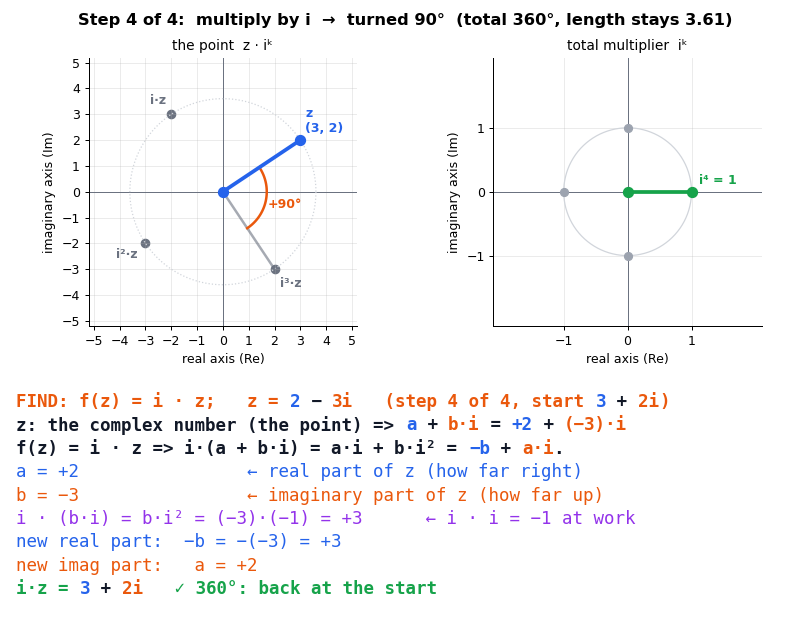 Step 4 of 4:  multiply by i  →  turned 90°  (total 360°, length stays 3.61)
the point  z · iᵏ
total multiplier  iᵏ
5
4
3
2
1
0
−1
−2
−3
−4
−5
imaginary axis (Im)
i·z
z
(3, 2)
+90°
i²·z
i³·z
−5 −4 −3 −2 −1 0 1 2 3 4 5
real axis (Re)
1
0
−1
imaginary axis (Im)
i⁴ = 1
−1 0 1
real axis (Re)
FIND: f(z) = i · z;   z = 2 − 3i   (step 4 of 4, start 3 + 2i)
z: the complex number (the point) => a + b·i = +2 + (−3)·i
f(z) = i · z => i·(a + b·i) = a·i + b·i² = −b + a·i.
a = +2                ← real part of z (how far right)
b = −3                ← imaginary part of z (how far up)
i · (b·i) = b·i² = (−3)·(−1) = +3      ← i · i = −1 at work
new real part:  −b = −(−3) = +3
new imag part:   a = +2
i·z = 3 + 2i   ✓ 360°: back at the start